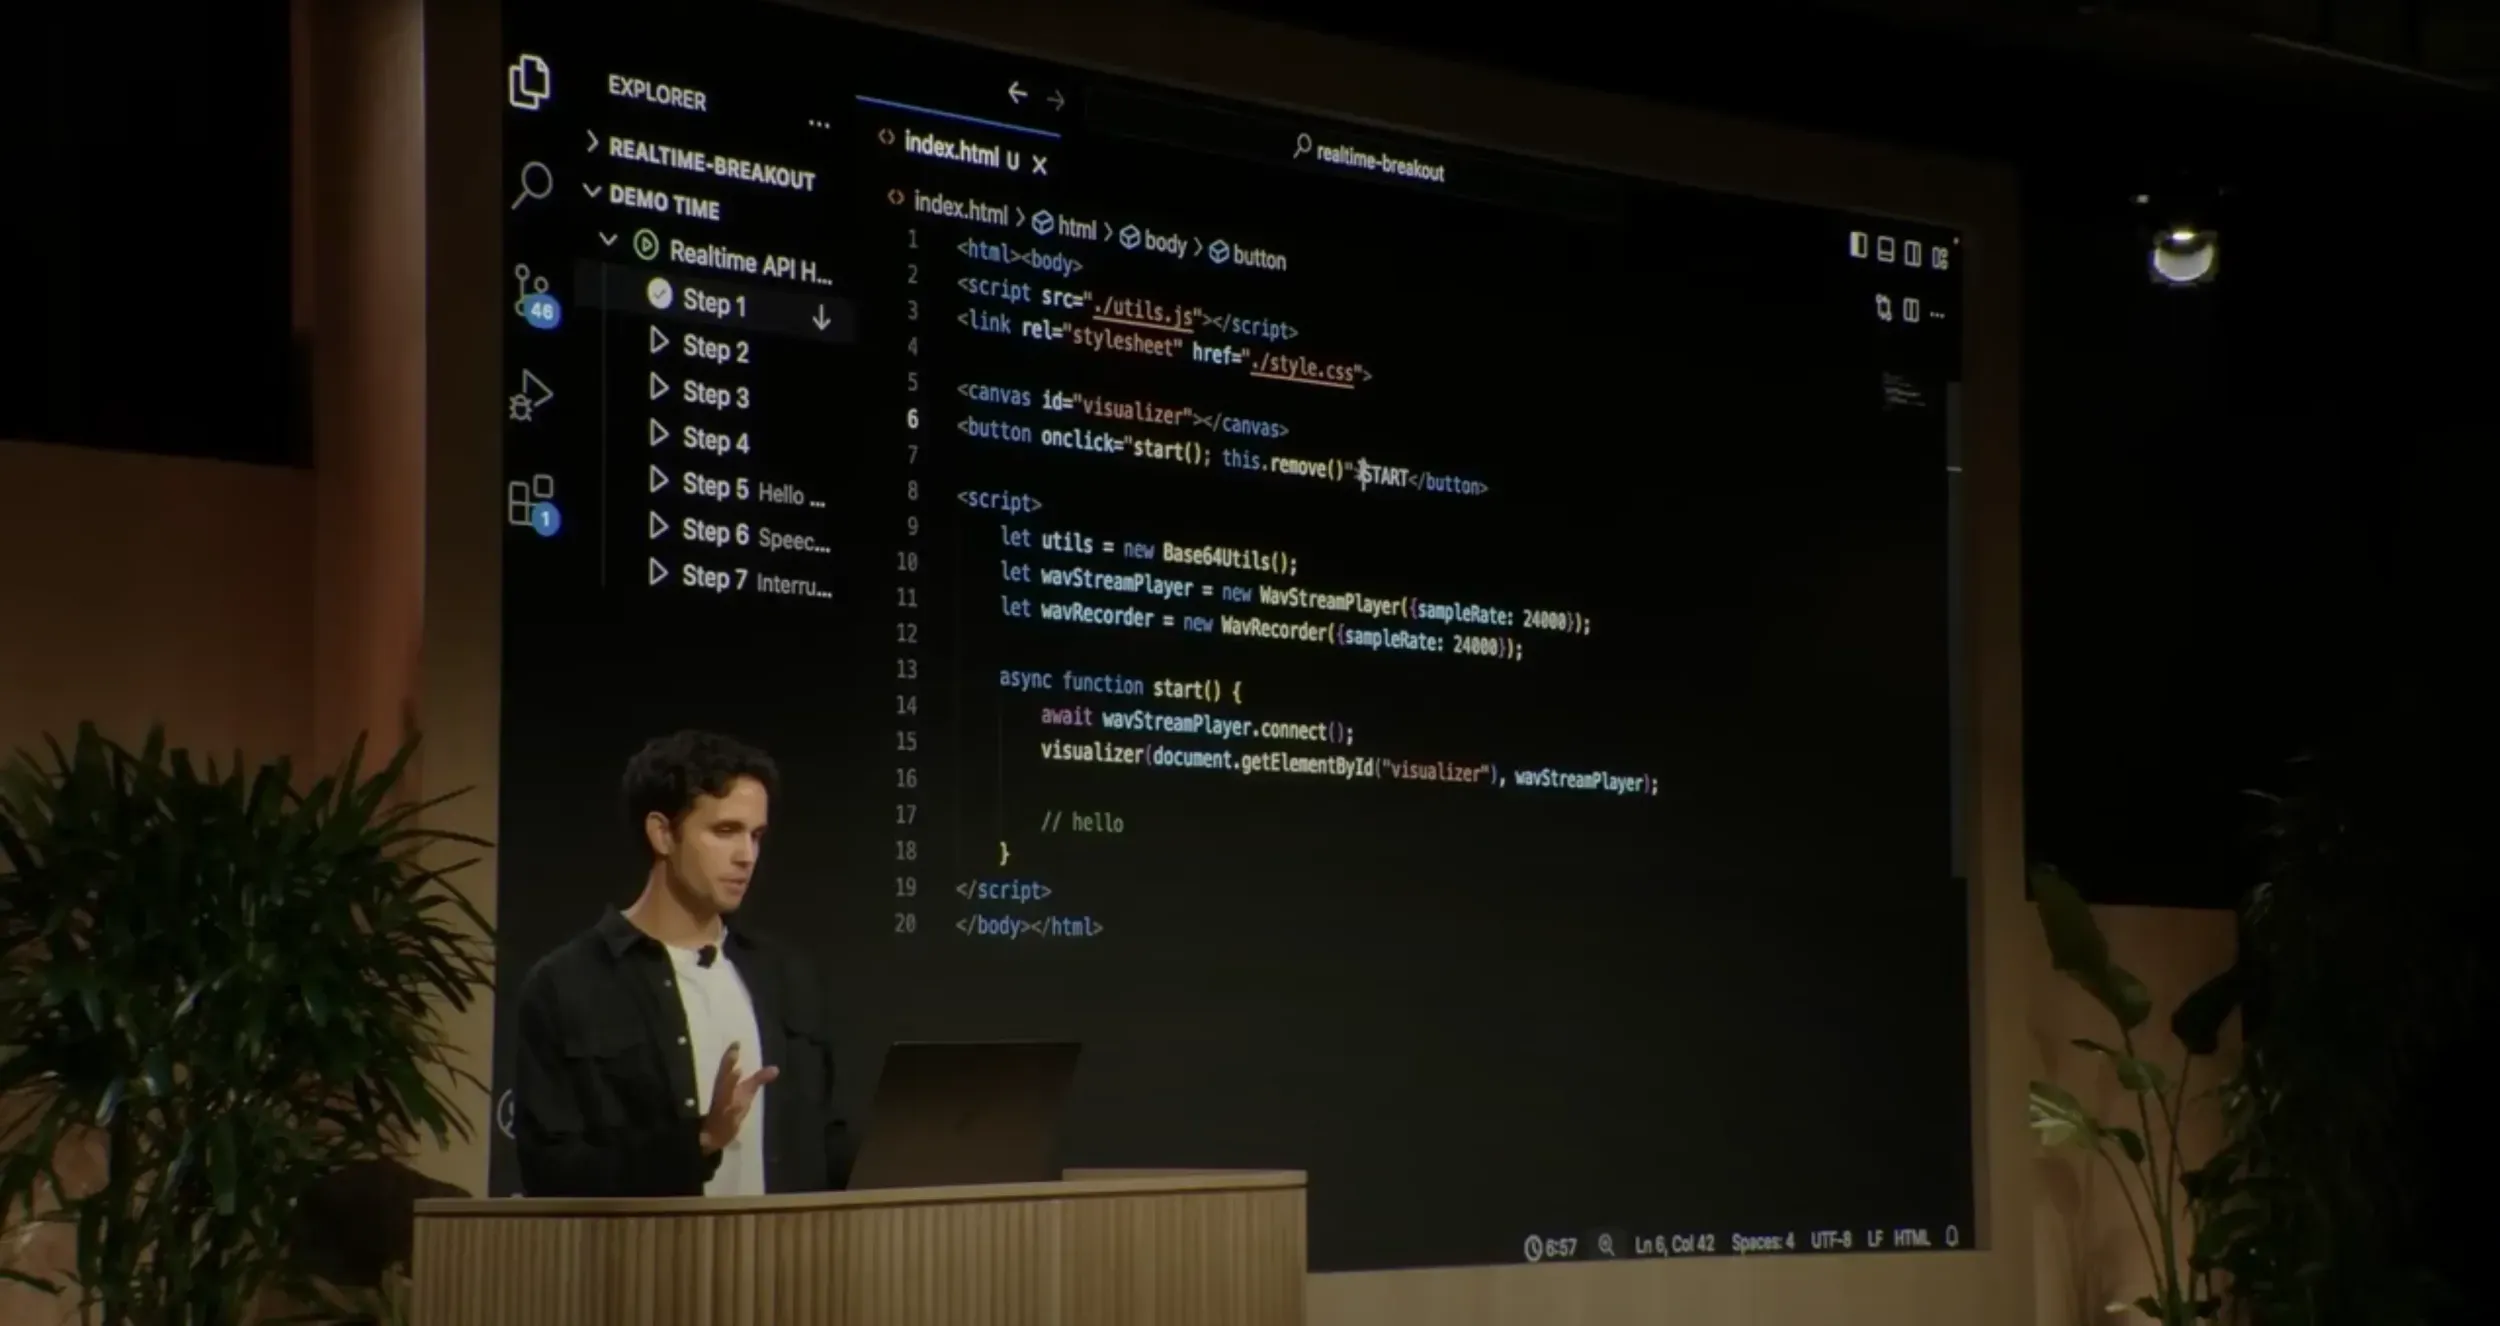 EXPLORER
...
REALTIME-BREAKOUT
DEMO TIME
Realtime API H...
Step 1
Step 2
Step 3
Step 4
Step 5 Hello ...
Step 6 Speec...
Step 7 Interru...
46
1
realtime-breakout
index.html U
index.html > html > body > button
1 <html><body>
2 <script src="./utils.js"></script>
3 <link rel="stylesheet" href="./style.css">
4
5 <canvas id="visualizer"></canvas>
6 <button onclick="start(); this.remove()">START</button>
7
8 <script>
9 let utils = new Base64Utils();
10 let wavStreamPlayer = new WavStreamPlayer({sampleRate: 24000});
11 let wavRecorder = new WavRecorder({sampleRate: 24000});
12
13 async function start() {
14 await wavStreamPlayer.connect();
15 visualizer(document.getElementById("visualizer"), wavStreamPlayer);
16
17 // hello
18 }
19 </script>
20 </body></html>
6:57 Ln 6, Col 42 Spaces: 4 UTF-8 LF HTML